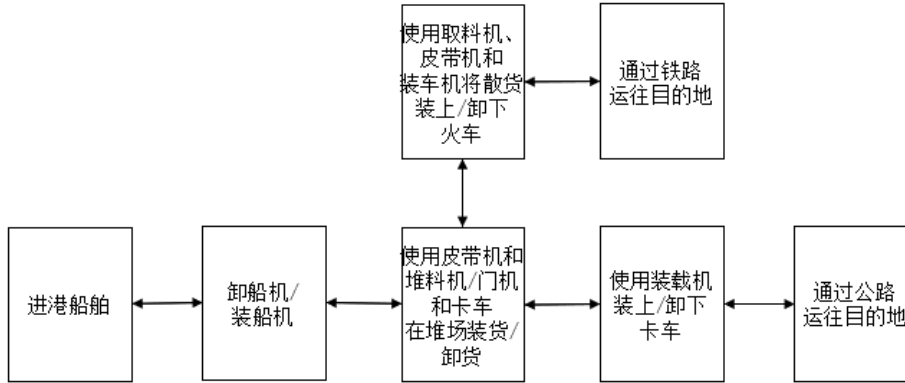 使用取料机、
皮带机和
装车机将散货
装上/卸下
火车
通过铁路
运往目的地
进港船舶
卸船机/
装船机
使用皮带机和
堆料机/门机
和卡车
在堆场装货/
卸货
使用装载机
装上/卸下
卡车
通过公路
运往目的地